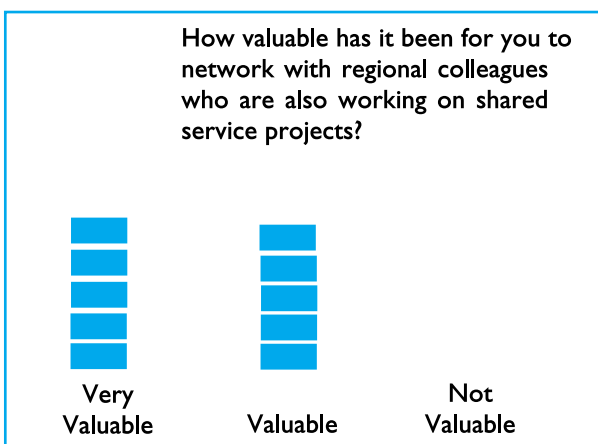 How valuable has it been for you to
network with regional colleagues
who are also working on shared
service projects?
Very
Valuable
Valuable
Not
Valuable